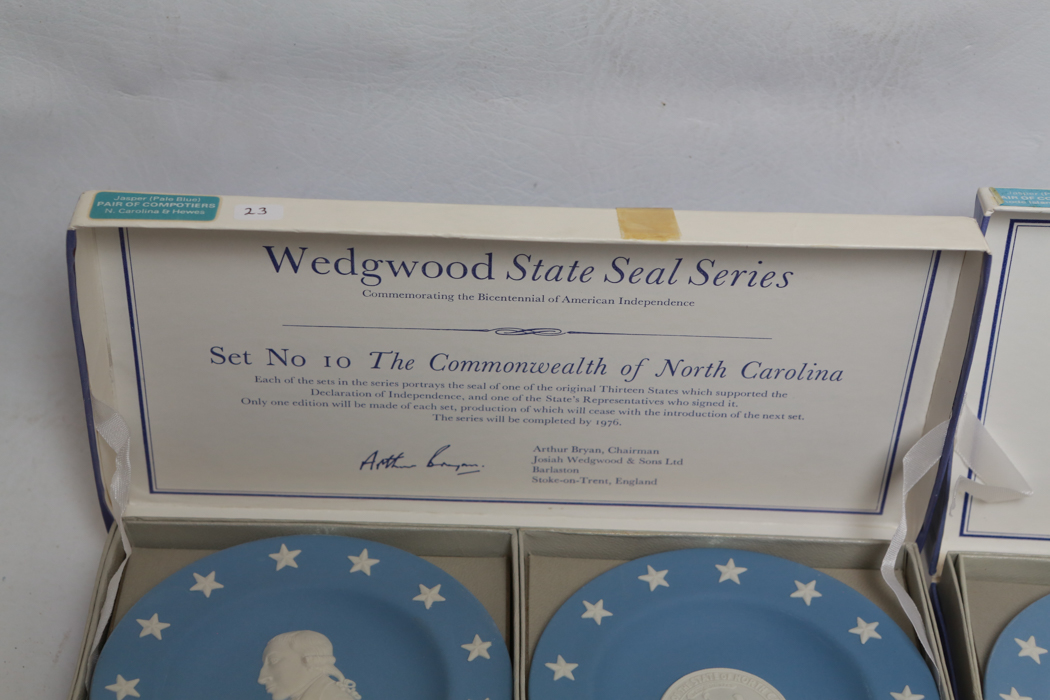 Jasper (Pale Blue)
PAIR OF COMPOTIERS
N. Carolina & Hewes
23
Wedgwood State Seal Series
Commemorating the Bicentennial of American Independence
Set No 10 The Commonwealth of North Carolina
Each of the sets in the series portrays the seal of one of the original Thirteen States which supported the
Declaration of Independence, and one of the State's Representatives who signed it.
Only one edition will be made of each set, production of which will cease with the introduction of the next set.
The series will be completed by 1976.
Arthur Bryan.
Arthur Bryan, Chairman
Josiah Wedgwood & Sons Ltd
Barlaston
Stoke-on-Trent, England